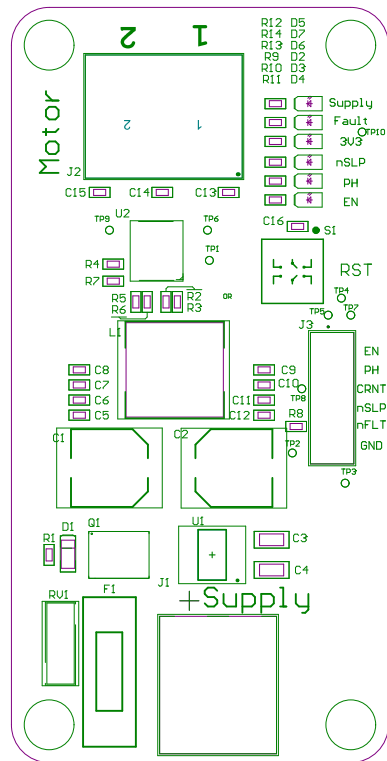 2 1
R12 D5
R14 D7
R13 D6
R9 D2
R10 D3
R11 D4
Supply
Fault
TP10
3v3
nSLP
PH
EN
Motor
J2
2 1
C15 C14 C13
U2
TP9 TP6
C16
S1
TP1
R4
R7
RST
R5
R6
R2
R3
OR
TP4
TP5 TP7
J3
L1
EN
PH
CRENT
nSLP
nFLT
GND
C8
C7
C6
C5
C9
C10
C11
C12
TP8
R8
C1
C2
TP2
TP3
D1
Q1
U1
R1
C3
C4
J1
RV1
F1
+Supply